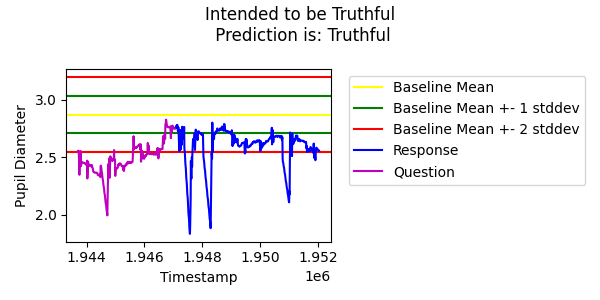 Intended to be Truthful
Prediction is: Truthful
Pupil Diameter
3.0
2.5
2.0
1.944 1.946 1.948 1.950 1.952
1e6
Timestamp
Baseline Mean
Baseline Mean +- 1 stddev
Baseline Mean +- 2 stddev
Response
Question